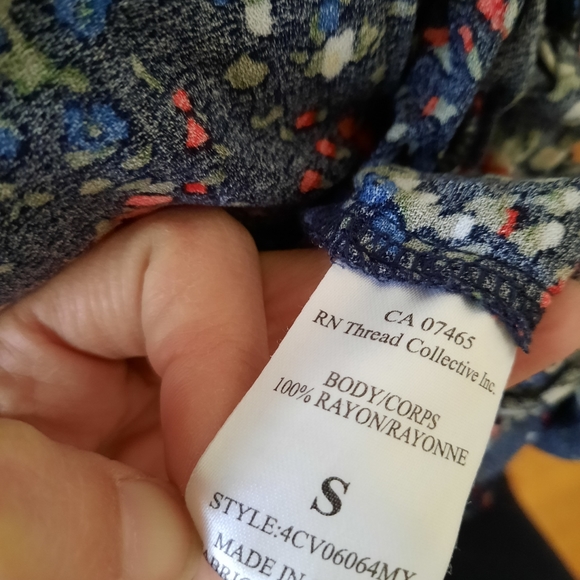 CA 07465
RN Thread Collective Inc.
BODY/CORPS
100% RAYON/RAYONNE
S
STYLE:4CV06064MY
MADE IN